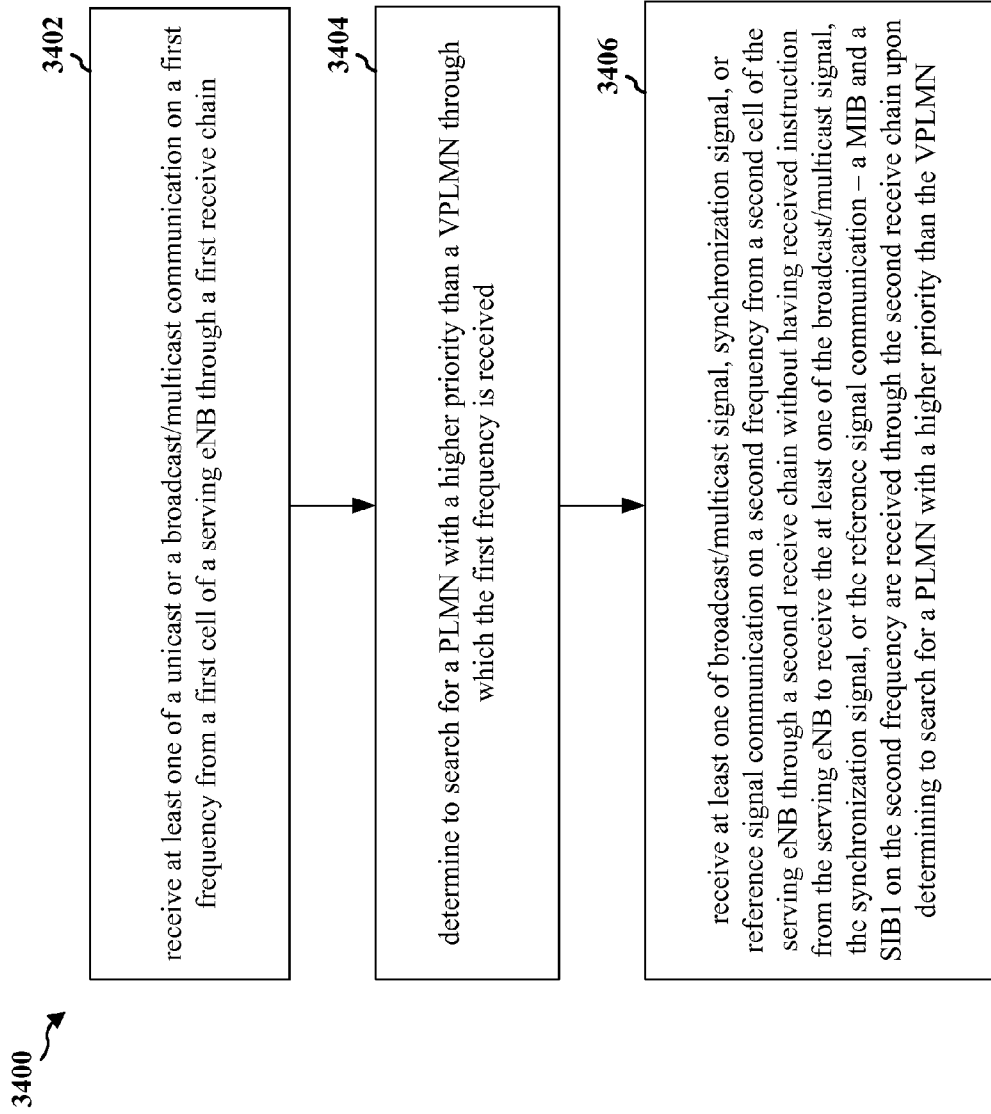 3400
3402
receive at least one of a unicast or a broadcast/multicast communication on a first
frequency from a first cell of a serving eNB through a first receive chain
3404
determine to search for a PLMN with a higher priority than a VPLMN through
which the first frequency is received
3406
receive at least one of broadcast/multicast signal, synchronization signal, or
reference signal communication on a second frequency from a second cell of the
serving eNB through a second receive chain without having received instruction
from the serving eNB to receive the at least one of the broadcast/multicast signal,
the synchronization signal, or the reference signal communication – a MIB and a
SIB1 on the second frequency are received through the second receive chain upon
determining to search for a PLMN with a higher priority than the VPLMN